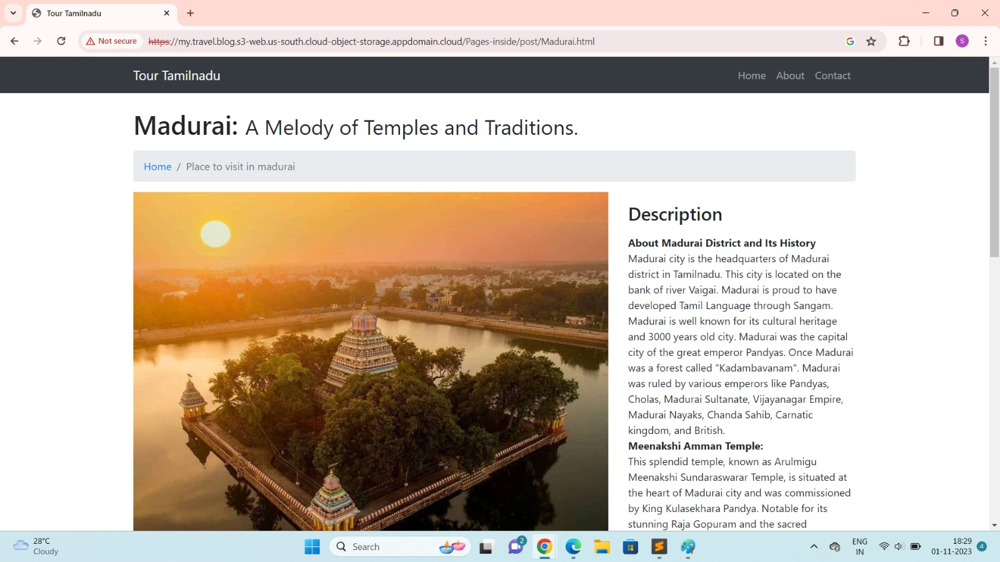 Tour Tamilnadu
Not secure
https://my.travel.blog.s3-web.us-south.cloud-object-storage.appdomain.cloud/Pages-inside/post/Madurai.html
S
Tour Tamilnadu
Home About Contact
Madurai: A Melody of Temples and Traditions.
Home / Place to visit in madurai
Description
About Madurai District and Its History
Madurai city is the headquarters of Madurai
district in Tamilnadu. This city is located on the
bank of river Vaigai. Madurai is proud to have
developed Tamil Language through Sangam.
Madurai is well known for its cultural heritage
and 3000 years old city. Madurai was the capital
city of the great emperor Pandyas. Once Madurai
was a forest called "Kadambavanam". Madurai
was ruled by various emperors like Pandyas,
Cholas, Madurai Sultanate, Vijayanagar Empire,
Madurai Nayaks, Chanda Sahib, Carnatic
kingdom, and British.
Meenakshi Amman Temple:
This splendid temple, known as Arulmigu
Meenakshi Sundaraswarar Temple, is situated at
the heart of Madurai city and was commissioned
by King Kulasekhara Pandya. Notable for its
stunning Raja Gopuram and the sacred
28°C
Cloudy
Search
2
ENG
IN
18:29
01-11-2023
4